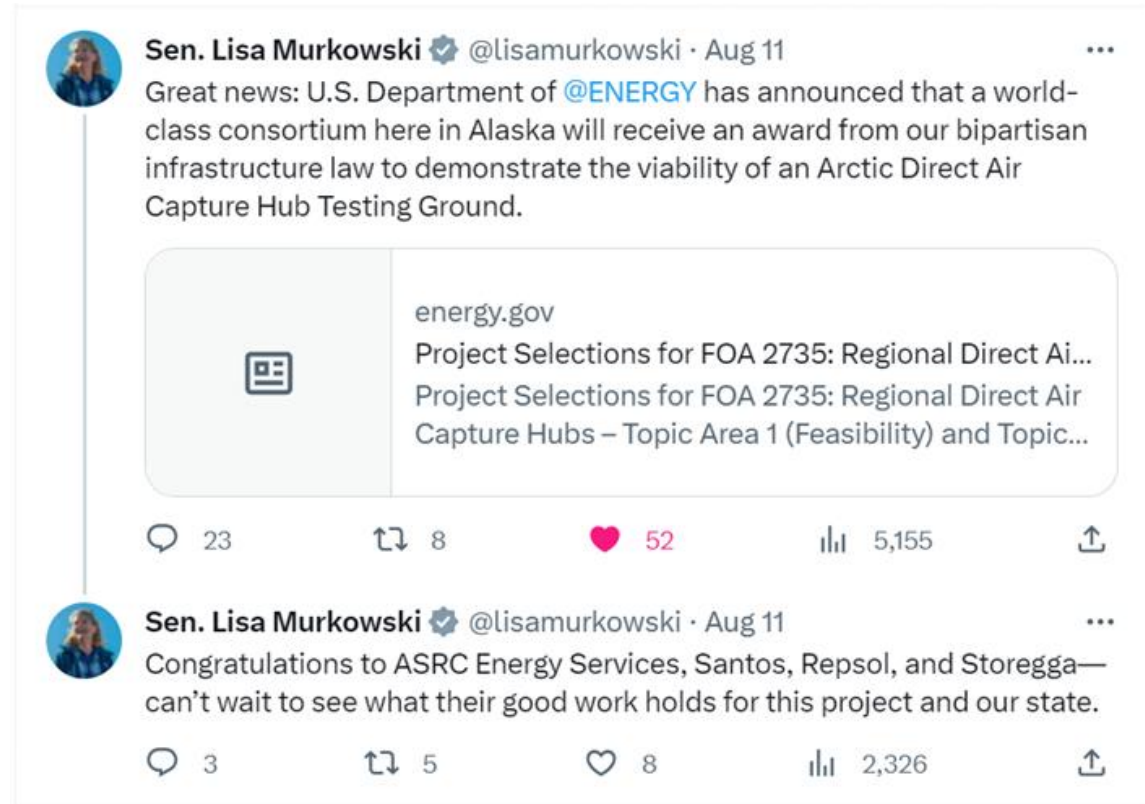 Sen. Lisa Murkowski @lisamurkowski · Aug 11
Great news: U.S. Department of @ENERGY has announced that a world-
class consortium here in Alaska will receive an award from our bipartisan
infrastructure law to demonstrate the viability of an Arctic Direct Air
Capture Hub Testing Ground.
energy.gov
Project Selections for FOA 2735: Regional Direct Ai...
Project Selections for FOA 2735: Regional Direct Air
Capture Hubs – Topic Area 1 (Feasibility) and Topic...
23 8 52 5,155
Sen. Lisa Murkowski @lisamurkowski · Aug 11
Congratulations to ASRC Energy Services, Santos, Repsol, and Storegga—
can’t wait to see what their good work holds for this project and our state.
3 5 8 2,326